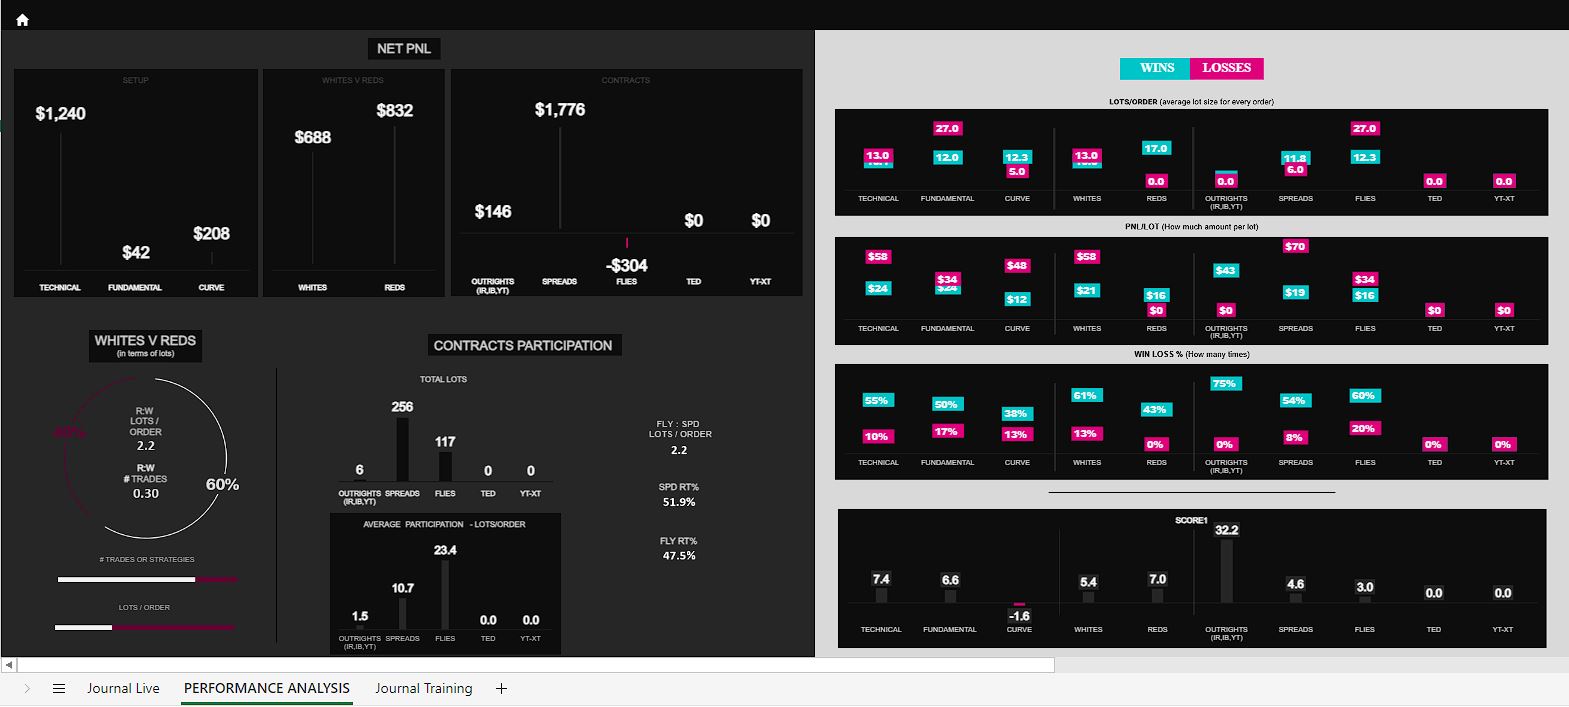 NET PNL
SETUP
$1,240
$42
$208
TECHNICAL FUNDAMENTAL CURVE
WHITES V REDS
$688
$832
WHITES REDS
CONTRACTS
$146
$1,776
-$304
$0
$0
OUTRIGHTS SPREADS FLIES TED YT-XT
(IR,IB,YT)
WHITES V REDS
(in terms of lots)
R:W
LOTS /
ORDER
2.2
R:W
# TRADES
0.30
40%
60%
# TRADES OR STRATEGIES
LOTS / ORDER
CONTRACTS PARTICIPATION
TOTAL LOTS
6 256 117 0 0
OUTRIGHTS SPREADS FLIES TED YT-XT
(IR,IB,YT)
AVERAGE PARTICIPATION - LOTS/ORDER
1.5 10.7 23.4 0.0 0.0
OUTRIGHTS SPREADS FLIES TED YT-XT
(IR,IB,YT)
FLY : SPD
LOTS / ORDER
2.2
SPD RT%
51.9%
FLY RT%
47.5%
WINS LOSSES
LOTS/ORDER (average lot size for every order)
27.0 27.0
13.0 12.0 12.3 13.0 17.0 11.8 12.3
5.0 0.0 0.0 6.0 0.0 0.0
TECHNICAL FUNDAMENTAL CURVE WHITES REDS OUTRIGHTS SPREADS FLIES TED YT-XT
(IR,IB,YT)
PNL/LOT (How much amount per lot)
$58 $34 $48 $58 $16 $43 $70 $34
$24 $24 $12 $21 $0 $0 $19 $16 $0 $0
TECHNICAL FUNDAMENTAL CURVE WHITES REDS OUTRIGHTS SPREADS FLIES TED YT-XT
(IR,IB,YT)
WIN LOSS % (How many times)
55% 50% 38% 61% 43% 75% 54% 60%
10% 17% 13% 13% 0% 0% 8% 20% 0% 0%
TECHNICAL FUNDAMENTAL CURVE WHITES REDS OUTRIGHTS SPREADS FLIES TED YT-XT
(IR,IB,YT)
SCORE1
7.4 6.6 -1.6 5.4 7.0 32.2 4.6 3.0 0.0 0.0
TECHNICAL FUNDAMENTAL CURVE WHITES REDS OUTRIGHTS SPREADS FLIES TED YT-XT
(IR,IB,YT)
Journal Live PERFORMANCE ANALYSIS Journal Training